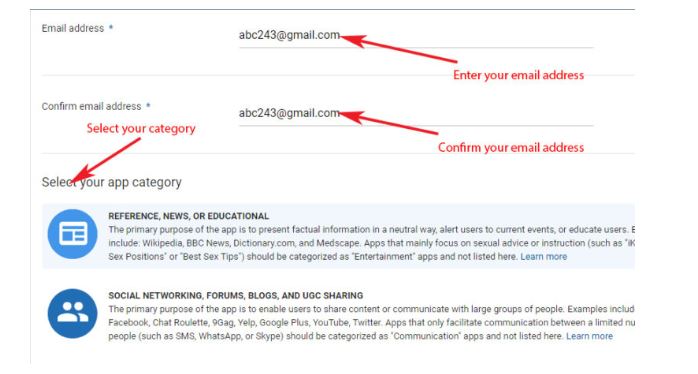 Email address *
abc243@gmail.com
Enter your email address
Confirm email address *
abc243@gmail.com
Select your category
Confirm your email address
Select your app category
REFERENCE, NEWS, OR EDUCATIONAL
The primary purpose of the app is to present factual information in a neutral way, alert users to current events, or educate users.
include: Wikipedia, BBC News, Dictionary.com, and Medscape. Apps that mainly focus on sexual advice or instruction (such as "iK
Sex Positions" or "Best Sex Tips") should be categorized as "Entertainment" apps and not listed here. Learn more
SOCIAL NETWORKING, FORUMS, BLOGS, AND UGC SHARING
The primary purpose of the app is to enable users to share content or communicate with large groups of people. Examples includ
Facebook, Chat Roulette, 9Gag, Yelp, Google Plus, YouTube, Twitter. Apps that only facilitate communication between a limited nu
people (such as SMS, WhatsApp, or Skype) should be categorized as "Communication" apps and not listed here. Learn more